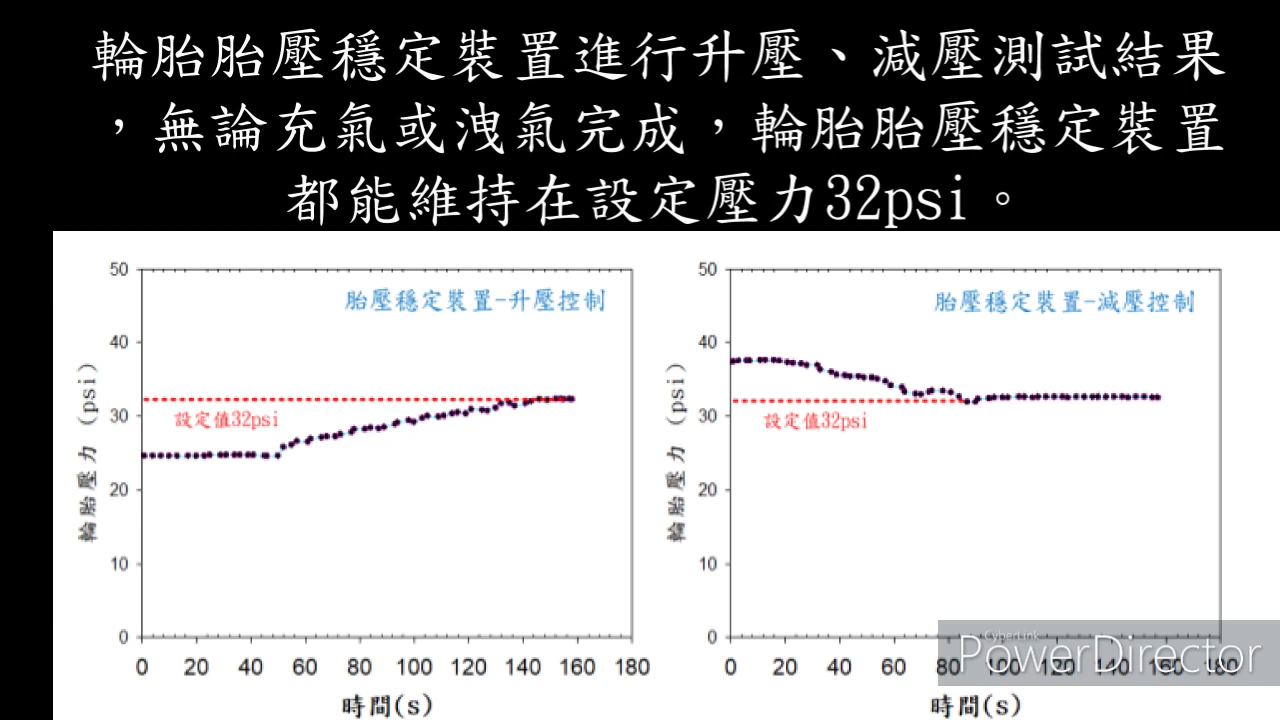 輪胎胎壓穩定裝置進行升壓、減壓測試結果
，無論充氣或洩氣完成，輪胎胎壓穩定裝置
都能維持在設定壓力32psi。
胎壓穩定裝置-升壓控制
設定值32psi
輪胎壓力 (psi)
50
40
30
20
10
0
0 20 40 60 80 100 120 140 160 180
時間(s)
胎壓穩定裝置-減壓控制
設定值32psi
輪胎壓力 (psi)
50
40
30
20
10
0
0 20 40 60 80 100 120 140 160 180
時間(s)
CyberLink
PowerDirector